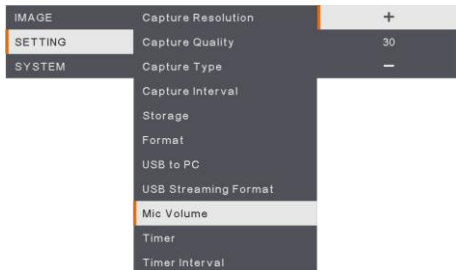 IMAGE
SETTING
SYSTEM
Capture Resolution
Capture Quality
Capture Type
Capture Interval
Storage
Format
USB to PC
USB Streaming Format
Mic Volume
Timer
Timer Interval
+
30
−